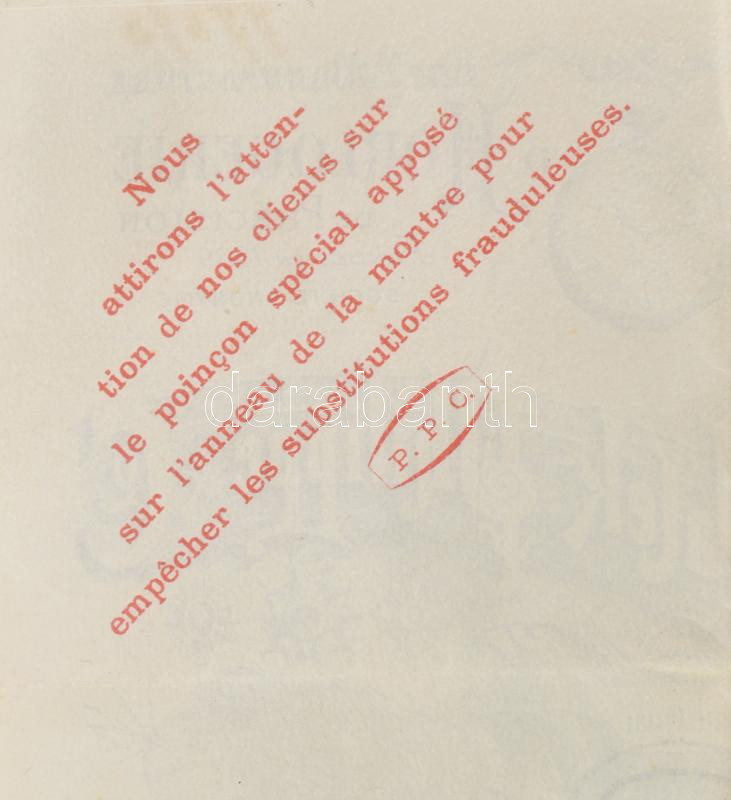 Nous
attirons l'atten-
tion de nos clients sur
le poinçon spécial apposé
sur l'anneau de la montre pour
empêcher les substitutions frauduleuses.
P. P. C.
darabanth